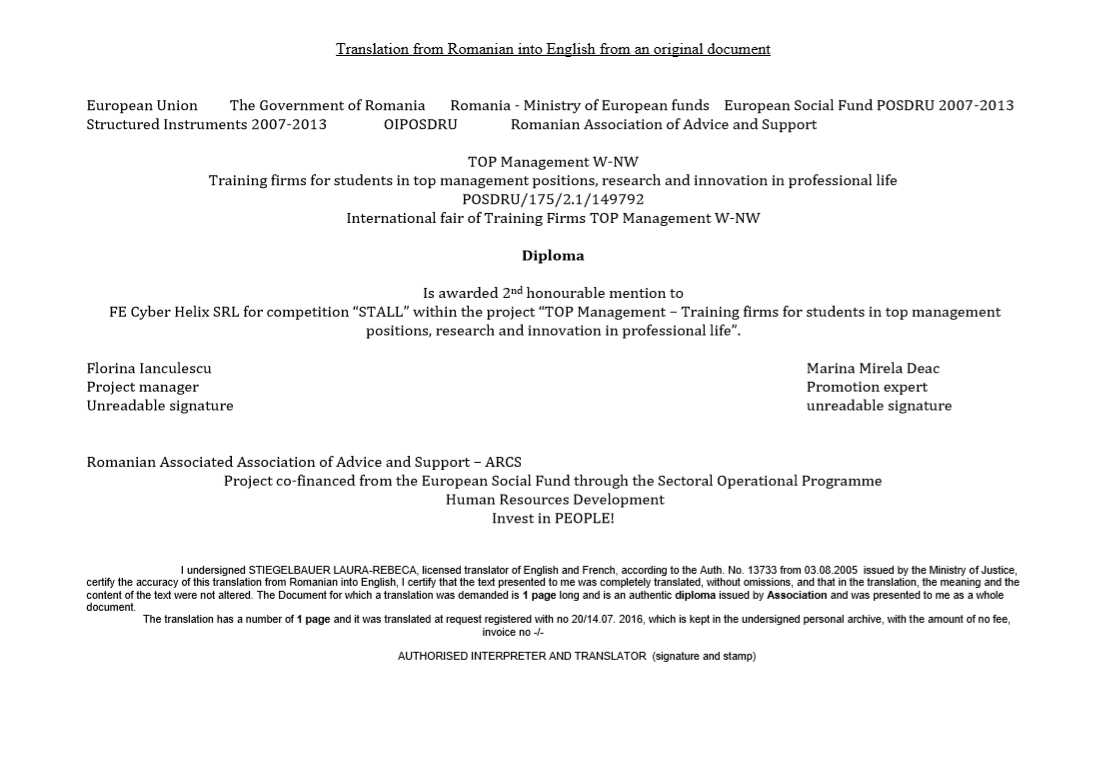 Translation from Romanian into English from an original document
European Union The Government of Romania Romania - Ministry of European funds European Social Fund POSDRU 2007-2013
Structured Instruments 2007-2013 OIPOSDRU Romanian Association of Advice and Support
TOP Management W-NW
Training firms for students in top management positions, research and innovation in professional life
POSDRU/175/2.1/149792
International fair of Training Firms TOP Management W-NW
Diploma
Is awarded 2nd honourable mention to
FE Cyber Helix SRL for competition “STALL” within the project “TOP Management – Training firms for students in top management
positions, research and innovation in professional life”.
Florina Ianculescu Marina Mirela Deac
Project manager Promotion expert
Unreadable signature unreadable signature
Romanian Associated Association of Advice and Support – ARCS
Project co-financed from the European Social Fund through the Sectoral Operational Programme
Human Resources Development
Invest in PEOPLE!
I undersigned STIEGELBAUER LAURA-REBECA, licensed translator of English and French, according to the Auth. No. 13733 from 03.08.2005 issued by the Ministry of Justice,
certify the accuracy of this translation from Romanian into English, I certify that the text presented to me was completely translated, without omissions, and that in the translation, the meaning and the
content of the text were not altered. The Document for which a translation was demanded is 1 page long and is an authentic diploma issued by Association and was presented to me as a whole
document.
The translation has a number of 1 page and it was translated at request registered with no 20/14.07. 2016, which is kept in the undersigned personal archive, with the amount of no fee,
invoice no -/-
AUTHORISED INTERPRETER AND TRANSLATOR (signature and stamp)